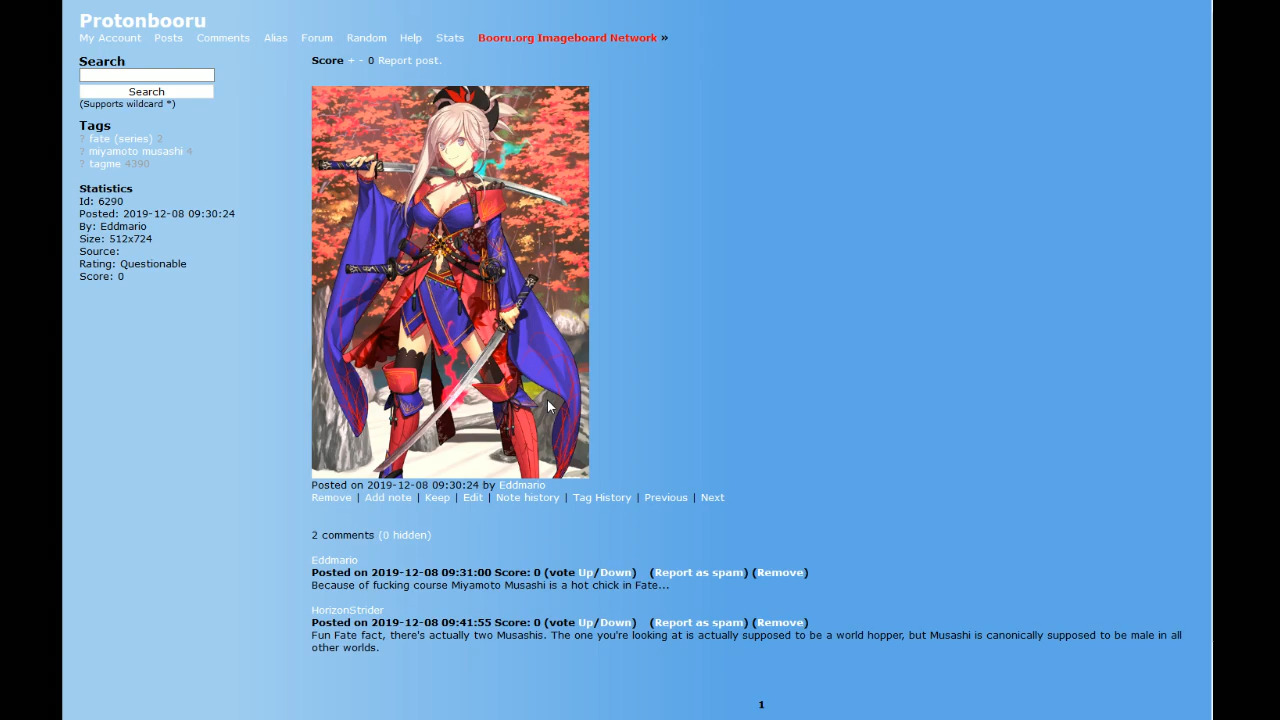 Protonbooru
My Account Posts Comments Alias Forum Random Help Stats Booru.org Imageboard Network »
Search
Search
(Supports wildcard *)
Tags
? fate (series) 2
? miyamoto musashi 4
? tagme 4390
Statistics
Id: 6290
Posted: 2019-12-08 09:30:24
By: Eddmario
Size: 512x724
Source:
Rating: Questionable
Score: 0
Score + - 0 Report post.
Posted on 2019-12-08 09:30:24 by Eddmario
Remove | Add note | Keep | Edit | Note history | Tag History | Previous | Next
2 comments (0 hidden)
Eddmario
Posted on 2019-12-08 09:31:00 Score: 0 (vote Up/Down) (Report as spam) (Remove)
Because of fucking course Miyamoto Musashi is a hot chick in Fate...
HorizonStrider
Posted on 2019-12-08 09:41:55 Score: 0 (vote Up/Down) (Report as spam) (Remove)
Fun Fate fact, there's actually two Musashis. The one you're looking at is actually supposed to be a world hopper, but Musashi is canonically supposed to be male in all
other worlds.
1